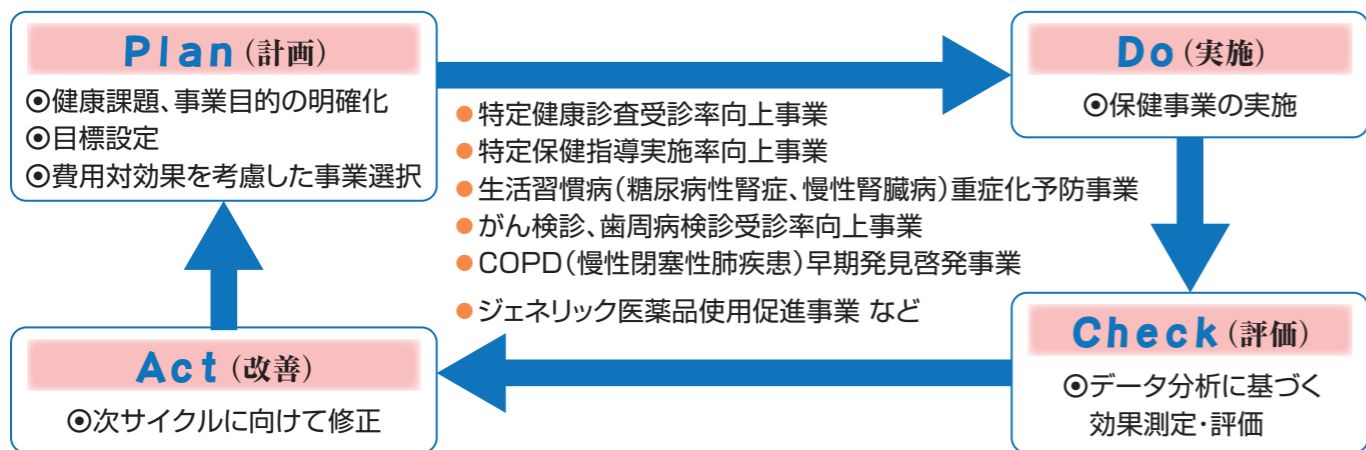 Plan(計画)
⦿健康課題、事業目的の明確化
⦿目標設定
⦿費用対効果を考慮した事業選択
Do(実施)
⦿保健事業の実施
●特定健康診査受診率向上事業
●特定保健指導実施率向上事業
●生活習慣病(糖尿病性腎症、慢性腎臓病)重症化予防事業
●がん検診、歯周病検診受診率向上事業
●COPD(慢性閉塞性肺疾患)早期発見啓発事業
●ジェネリック医薬品使用促進事業 など
Check(評価)
⦿データ分析に基づく
効果測定・評価
Act(改善)
⦿次サイクルに向けて修正